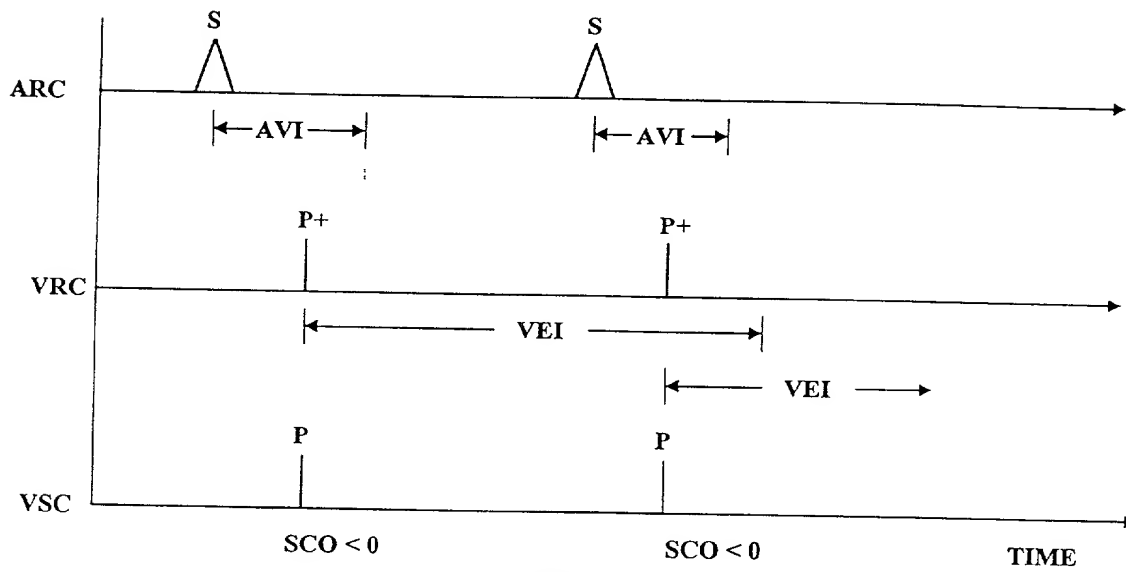 S S
ARC
AVI AVI
P+ P+
VRC
VEI
VEI
P P
VSC
SCO < 0 SCO < 0 TIME